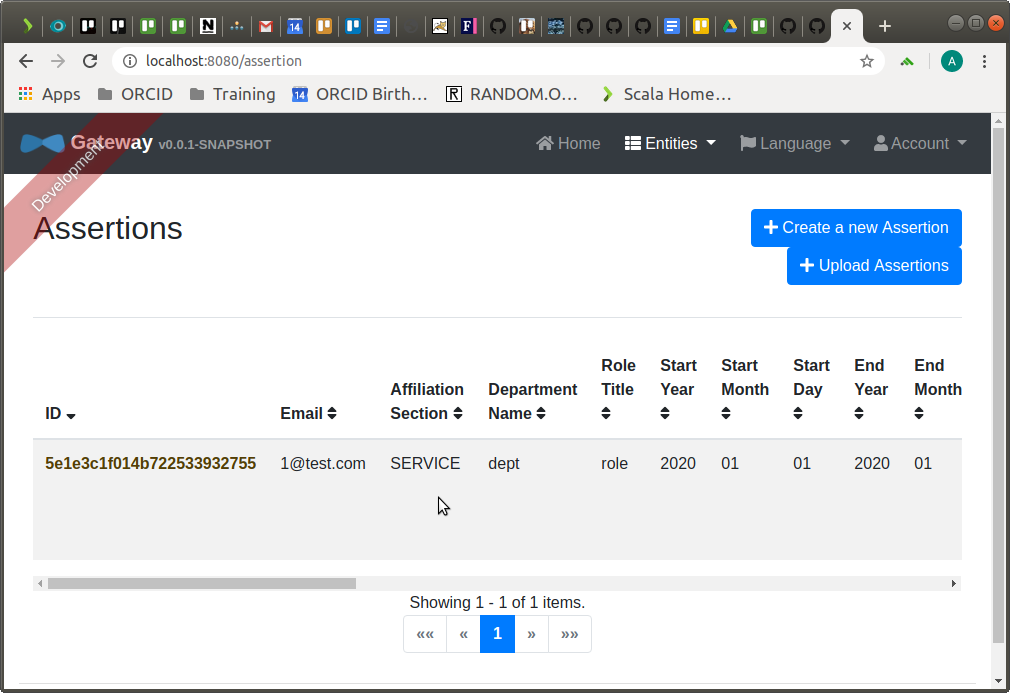 14
14
localhost:8080/assertion
A
Apps ORCID Training 14 ORCID Birth... R RANDOM.O... Scala Home...
Gateway v0.0.1-SNAPSHOT
Home Entities Language Account
Development
Assertions
Create a new Assertion
Upload Assertions
ID Email Affiliation Section Department Name Role Title Start Year Start Month Start Day End Year End Month
5e1e3c1f014b722533932755 1@test.com SERVICE dept role 2020 01 01 2020 01
Showing 1 - 1 of 1 items.
«« « 1 » »»